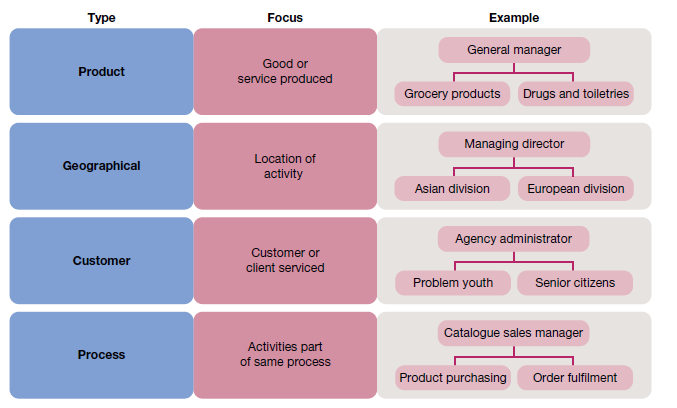 Type Focus Example
Product
Good or
service produced
General manager
Grocery products Drugs and toiletries
Geographical
Location of
activity
Managing director
Asian division European division
Customer
Customer or
client serviced
Agency administrator
Problem youth Senior citizens
Process
Activities part
of same process
Catalogue sales manager
Product purchasing Order fulfilment